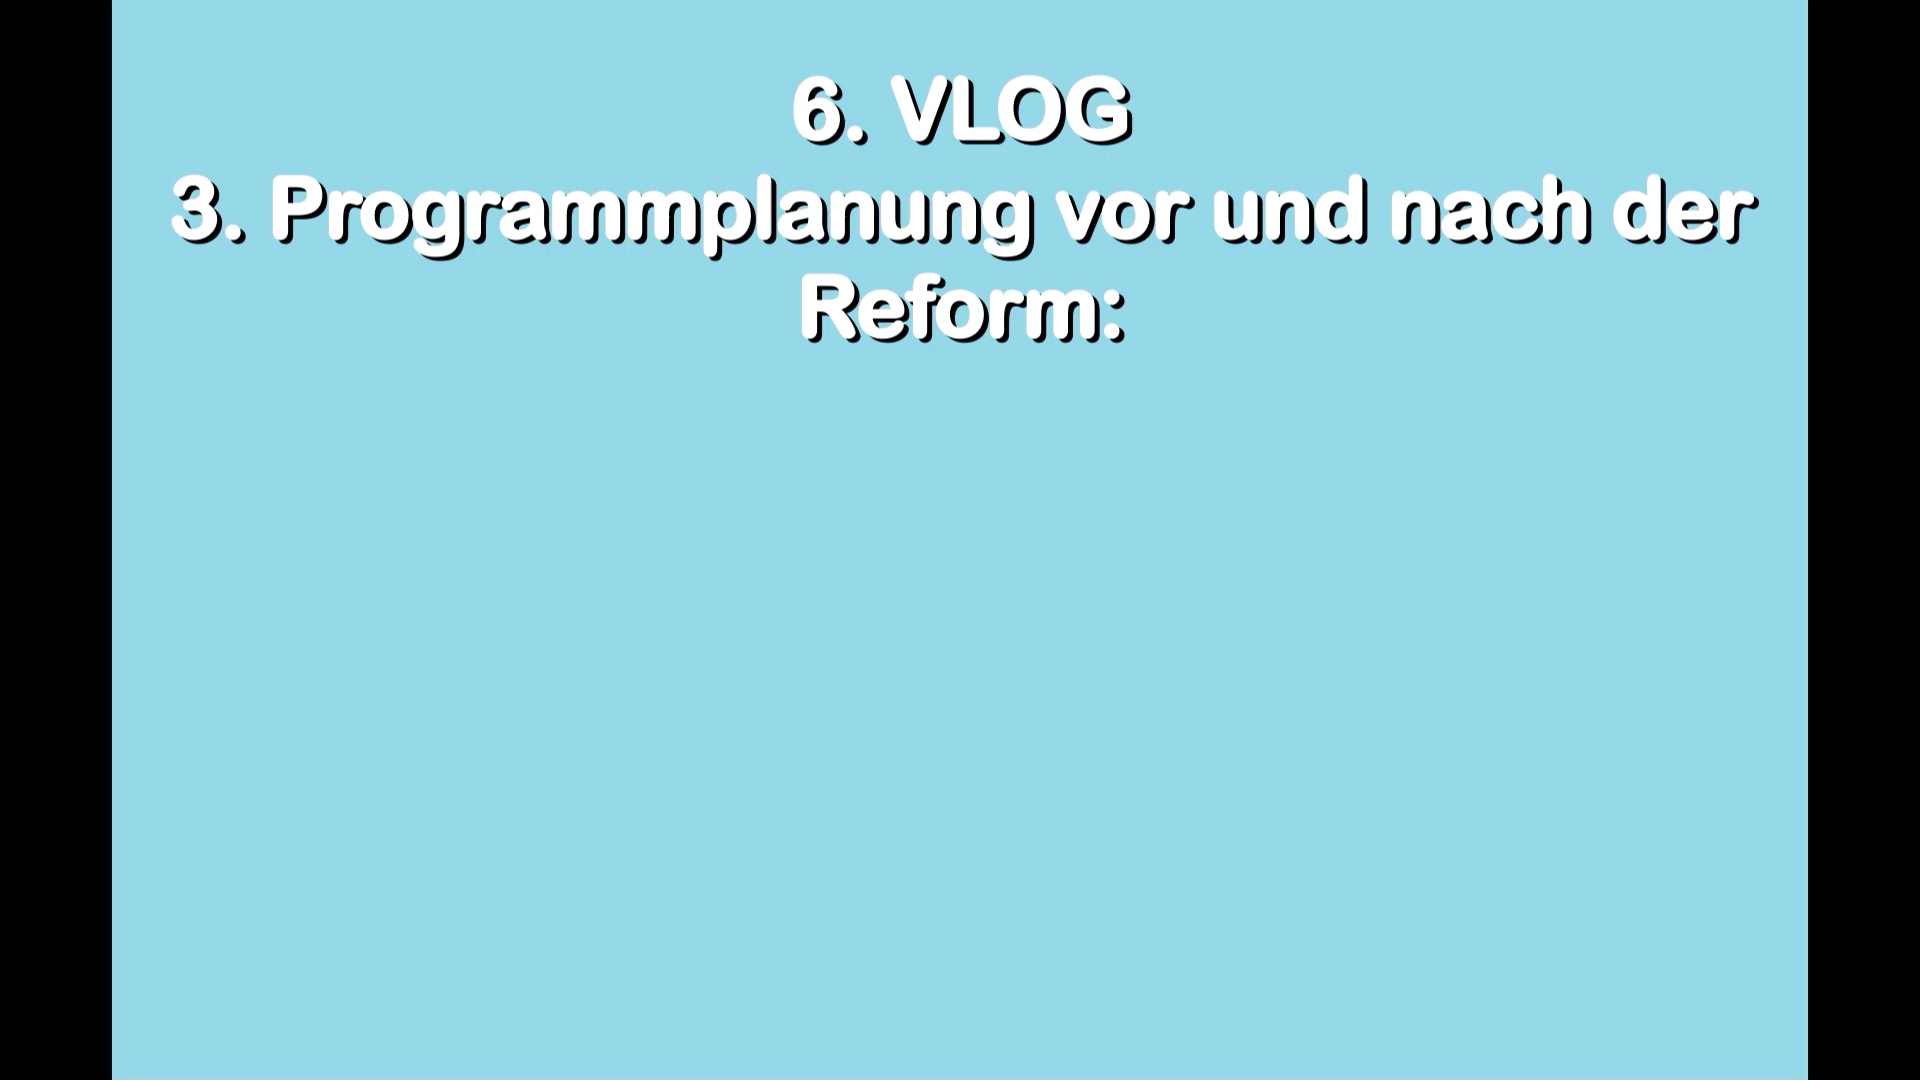 6. VLOG
3. Programmplanung vor und nach der
Reform: